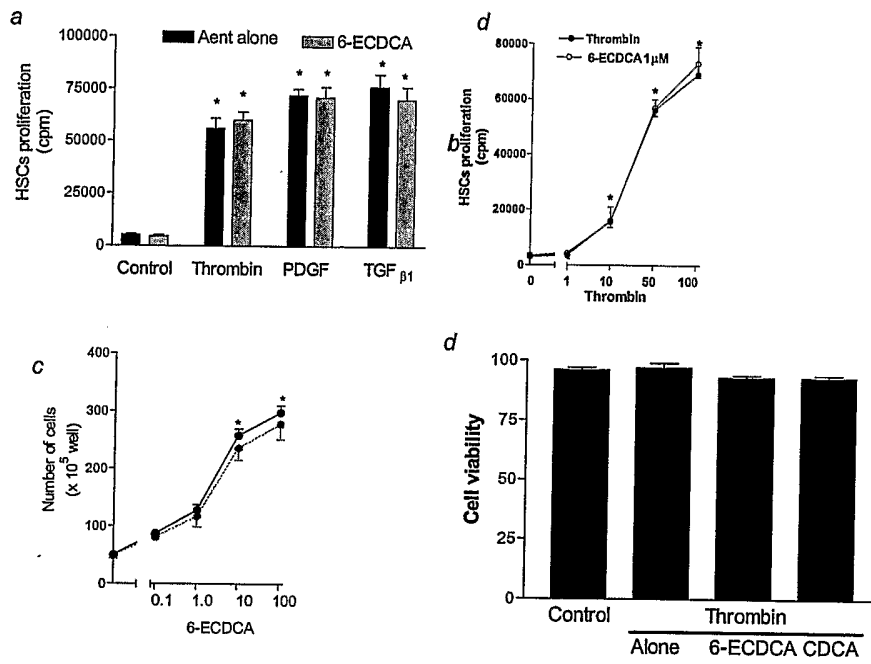 a
100000
75000
50000
25000
0
HSCs proliferation
(cpm)
Aent alone
6-ECDCA
* * * * * *
Control Thrombin PDGF TGF β1
d
b
80000
60000
40000
20000
0
HSCs proliferation
(cpm)
Thrombin
6-ECDCA1µM
* * *
0 1 10 50 100
Thrombin
c
400
300
200
100
0
Number of cells
(x 10⁵ well)
* *
0.1 1.0 10 100
6-ECDCA
d
100
75
50
25
0
Cell viability
Control Thrombin
Alone 6-ECDCA CDCA